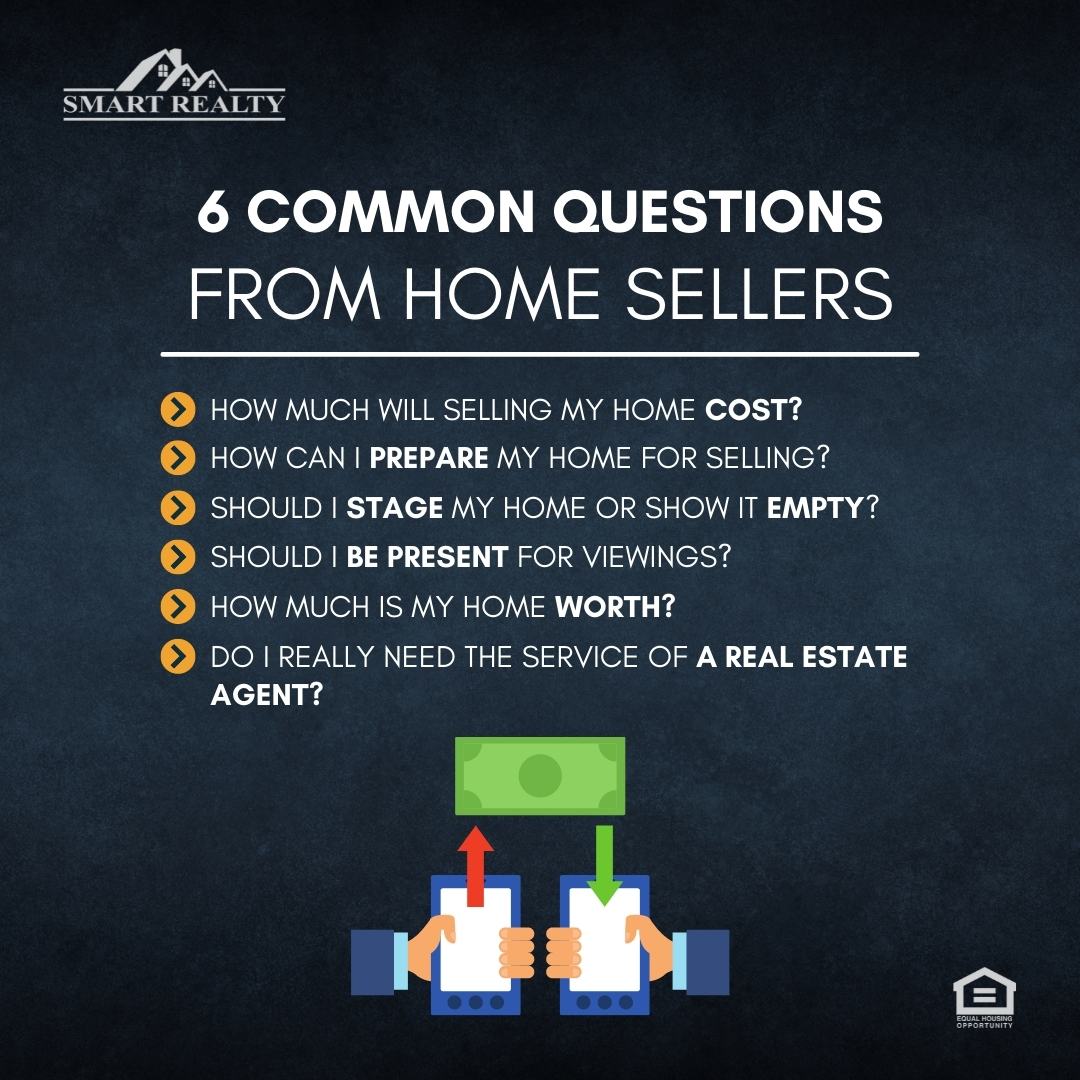 SMART REALTY
6 COMMON QUESTIONS
FROM HOME SELLERS
HOW MUCH WILL SELLING MY HOME COST?
HOW CAN I PREPARE MY HOME FOR SELLING?
SHOULD I STAGE MY HOME OR SHOW IT EMPTY?
SHOULD I BE PRESENT FOR VIEWINGS?
HOW MUCH IS MY HOME WORTH?
DO I REALLY NEED THE SERVICE OF A REAL ESTATE
AGENT?
EQUAL HOUSING
OPPORTUNITY